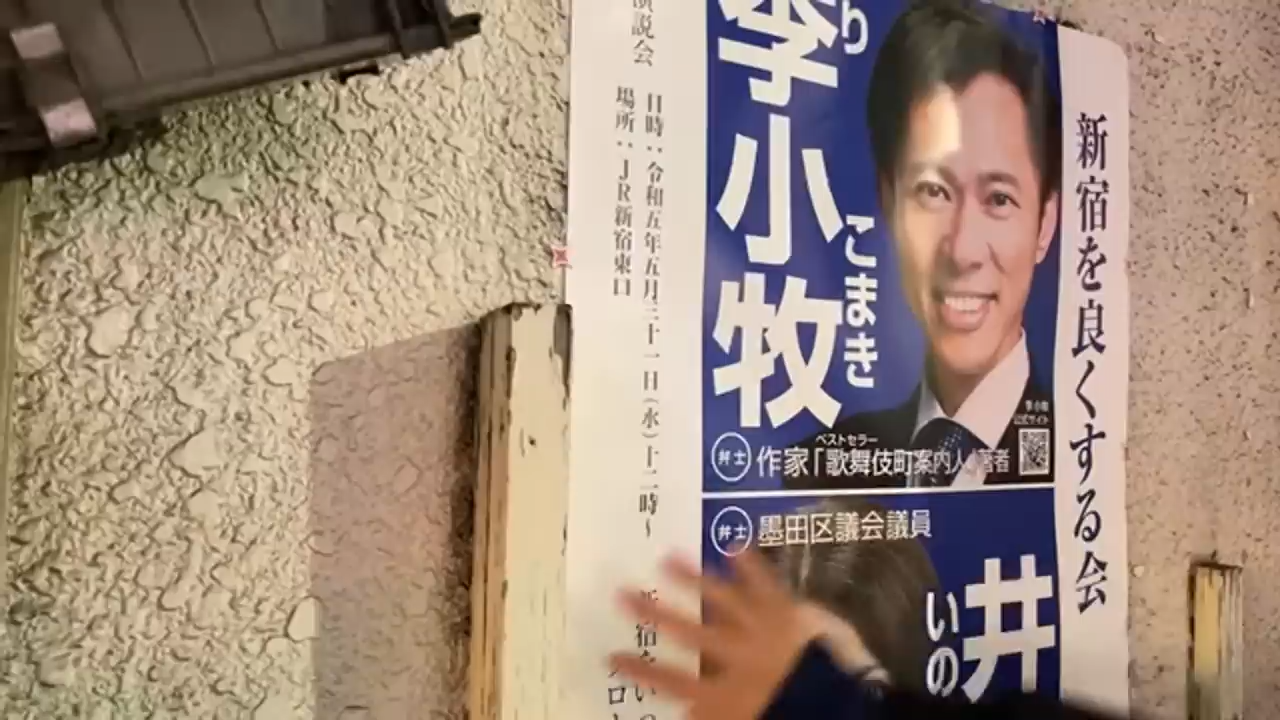 新宿を良くする会
り
李小牧
こまき
ベストセラー
弁士 作家「歌舞伎町案内人」著者
李小牧
公式サイト
弁士 墨田区議会議員
井
いの
演説会
日時：令和五年五月三十一日（水）十二時～
場所：ＪＲ新宿東口